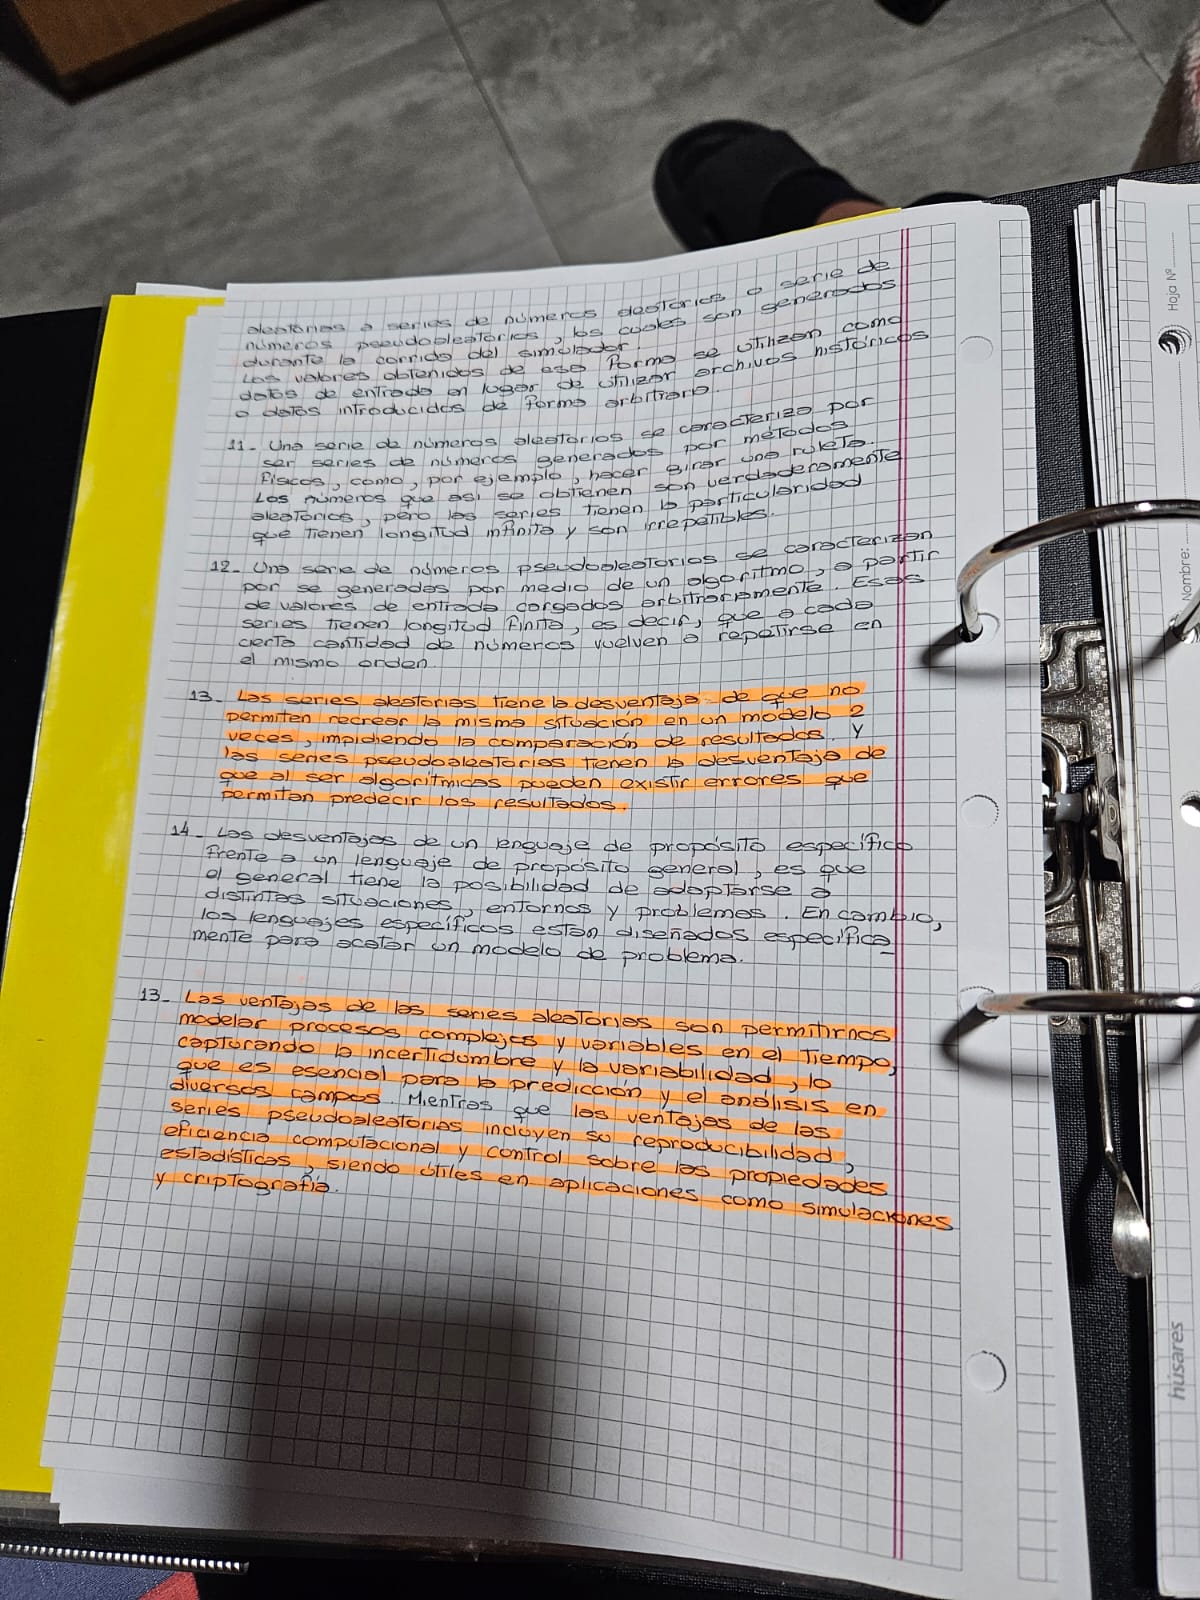 aleatorias o series de números aleatorios o serie de
números pseudoaleatorios, los cuales son generados
durante la corrida del simulador.
Los valores obtenidos de esa forma se utilizan como
datos de entrada en lugar de utilizar archivos históricos
o datos introducidos de forma arbitraria.
11- Una serie de números aleatorios se caracteriza por
ser series de números generados por métodos
físcos, como, por ejemplo, hacer girar una ruleta.
Los números que así se obtienen son verdaderamente
aleatorios, pero las series tienen la particularidad
que tienen longitud infinita y son irrepetibles.
12- Una serie de números pseudoaleatorios se caracterizan
por se generadas por medio de un algoritmo, a partir
de valores de entrada cargados arbitrariamente. Esas
series tienen longitud finita, es decir, que a cada
cierta cantidad de números vuelven a repetirse en
el mismo orden.
13- Las series aleatorias tiene la desventaja de que no
permiten recrear la misma situación en un modelo 2
veces, impidiendo la comparación de resultados. Y
las series pseudoaleatorias tienen la desventaja de
que al ser algorítmicas pueden existir errores que
permitan predecir los resultados.
14- Las desventajas de un lenguaje de propósito específico
frente a un lenguaje de propósito general, es que
el general tiene la posibilidad de adaptarse a
distintas situaciones, entornos y problemas. En cambio,
los lenguajes específicos están diseñados específica_
mente para acatar un modelo de problema.
13- Las ventajas de las series aleatorias son permitirnos
modelar procesos complejos y variables en el tiempo,
capturando la incertidumbre y la variabilidad, lo
que es esencial para la predicción y el análisis en
diversos campos. Mientras que las ventajas de las
series pseudoaleatorias incluyen su reproducibilidad,
eficiencia computacional y control sobre las propiedades
estadísticas, siendo útiles en aplicaciones como simulaciones
y criptografía.
Hoja Nº
Nombre:
húsares